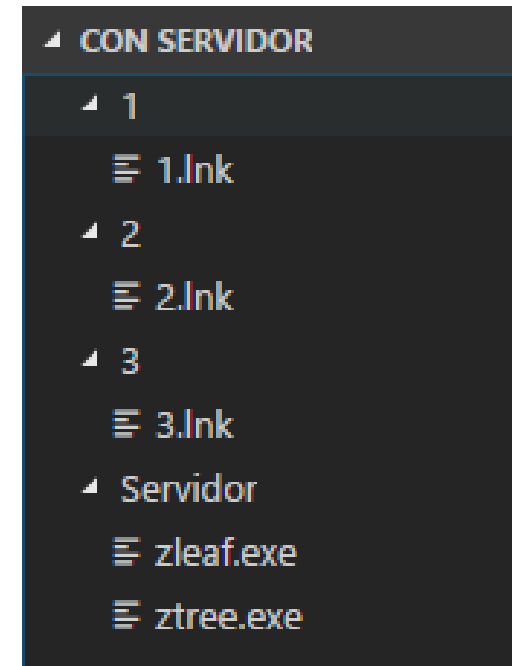 CON SERVIDOR
1
1.lnk
2
2.lnk
3
3.lnk
Servidor
zleaf.exe
ztree.exe